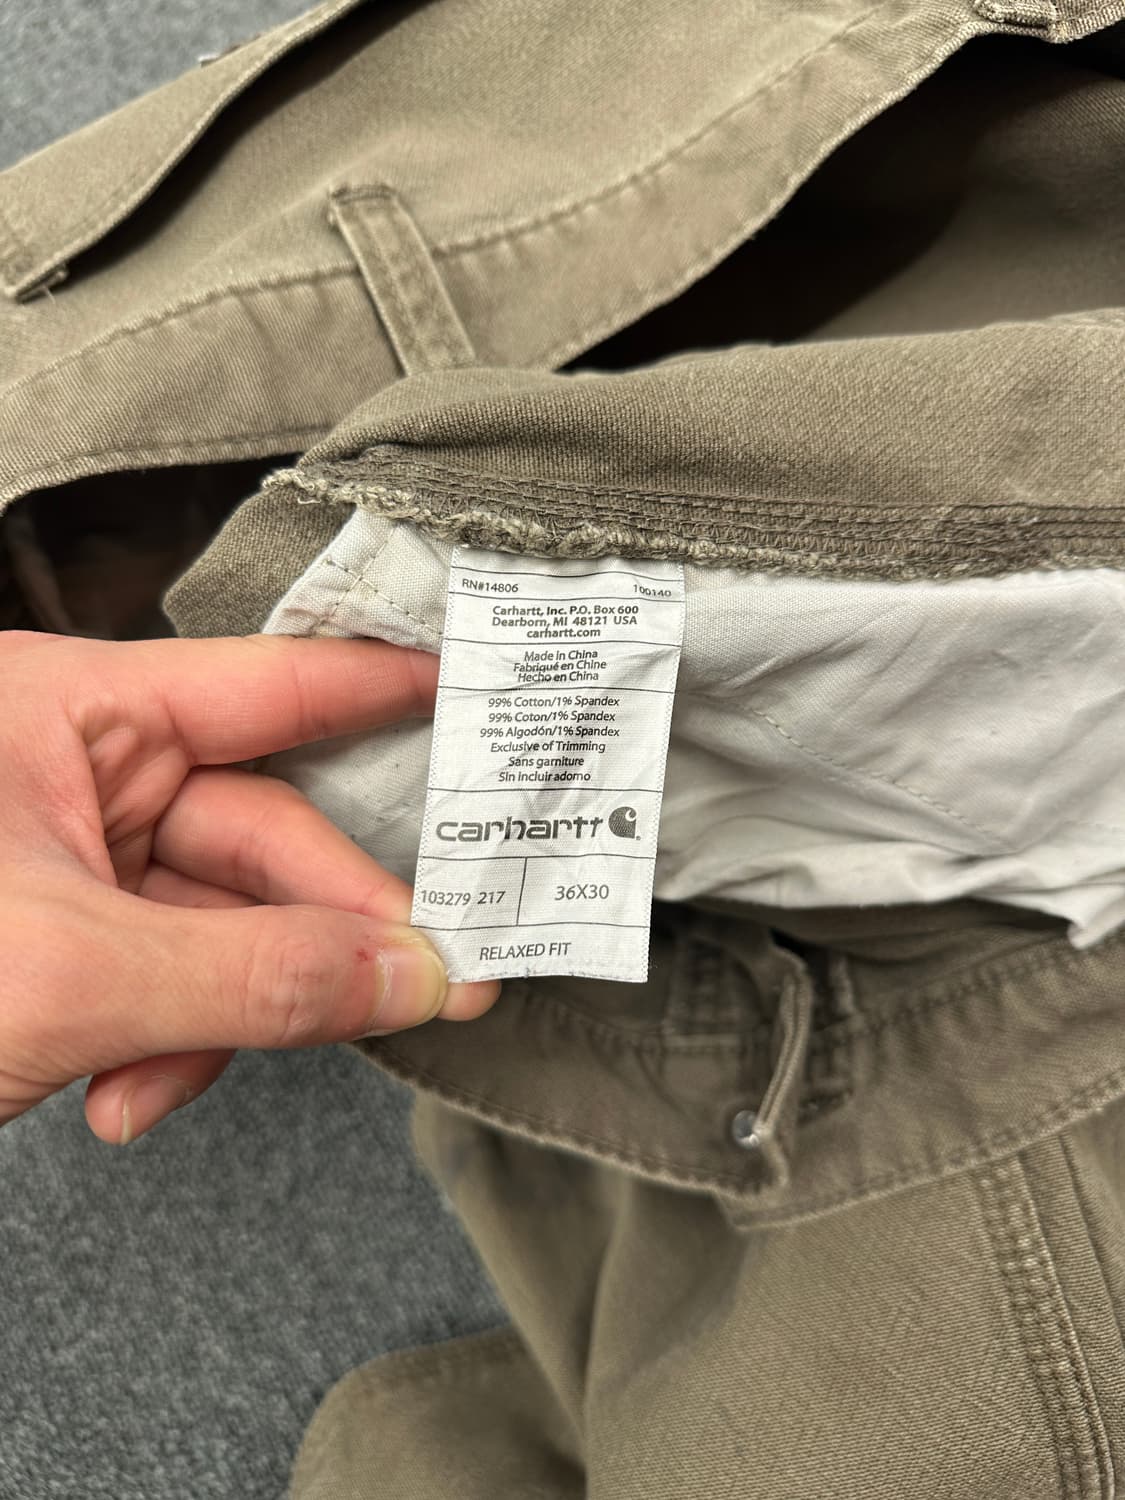 RN#14806 100140
Carhartt, Inc. P.O. Box 600
Dearborn, MI 48121 USA
carhartt.com
Made in China
Fabriqué en Chine
Hecho en China
99% Cotton/1% Spandex
99% Coton/1% Spandex
99% Algodón/1% Spandex
Exclusive of Trimming
Sans garniture
Sin incluir adorno
carhartt
103279 217 36X30
RELAXED FIT